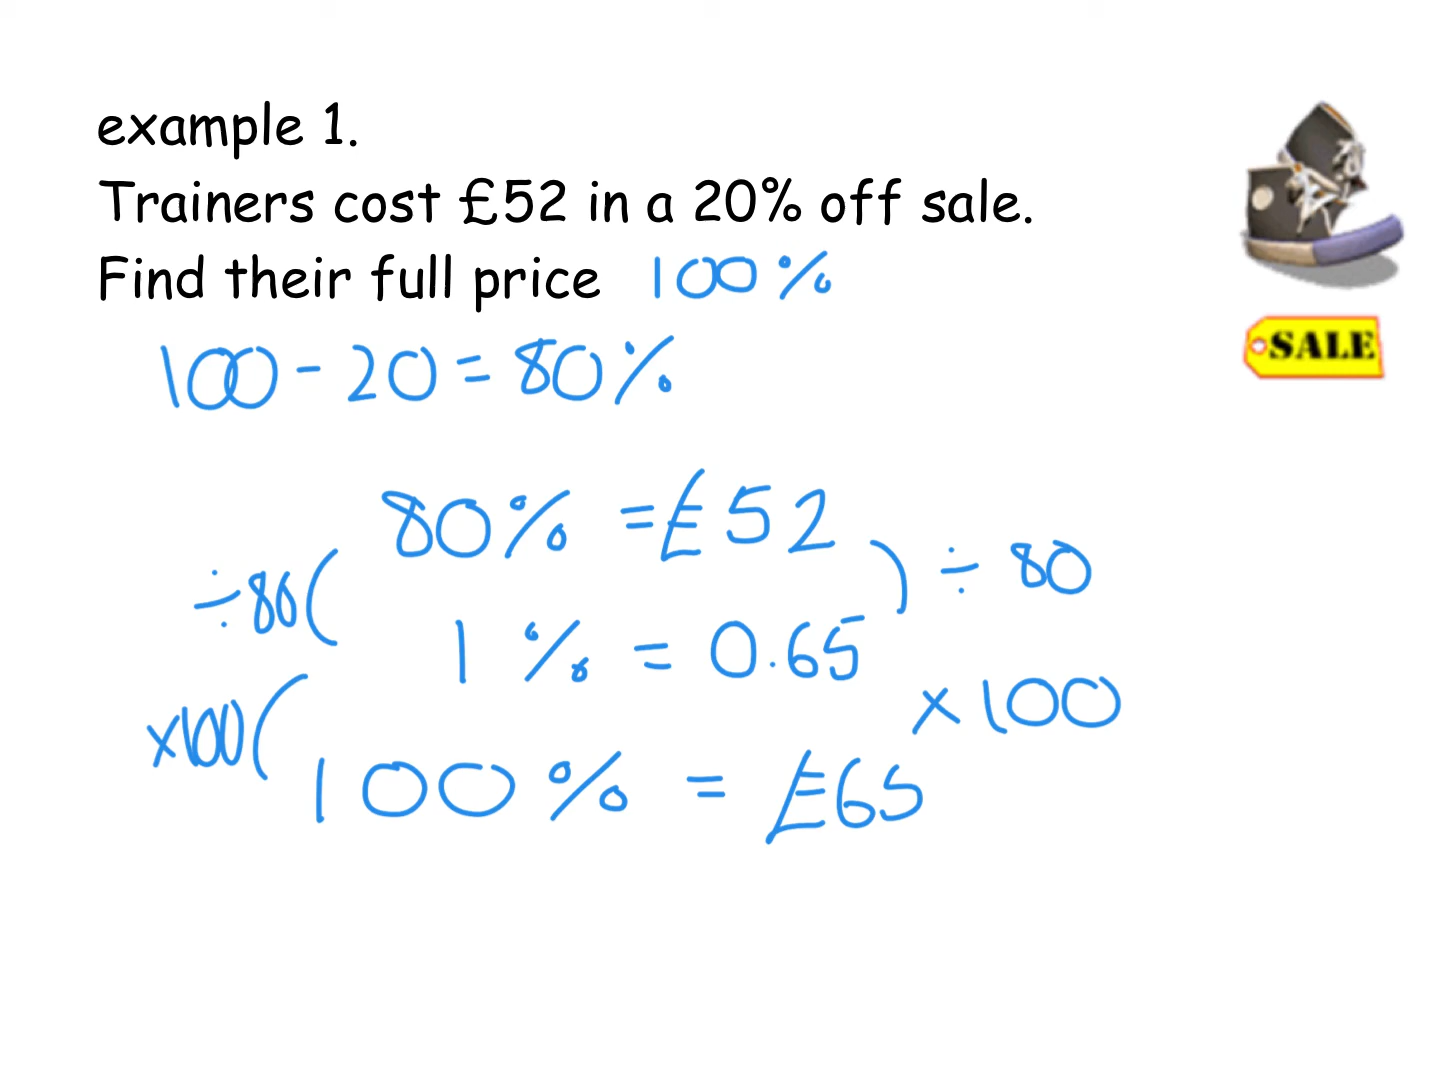 example 1.
Trainers cost £52 in a 20% off sale.
Find their full price 100%
SALE
100 - 20 = 80%
80% = £52
÷80 ( ) ÷ 80
1 % = 0.65
×100 ( ×100
100% = £65